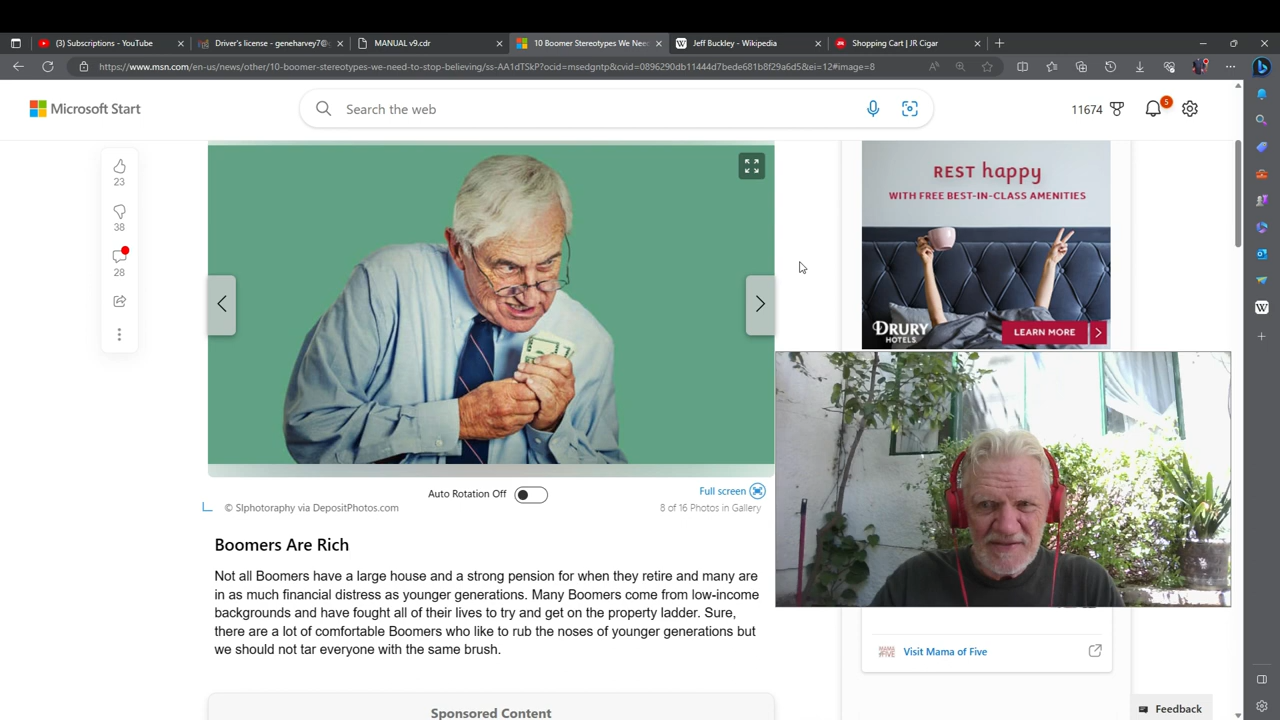 (3) Subscriptions - YouTube
Driver's license - geneharvey7@
MANUAL v9.cdr
10 Boomer Stereotypes We Nee
Jeff Buckley - Wikipedia
Shopping Cart | JR Cigar
https://www.msn.com/en-us/news/other/10-boomer-stereotypes-we-need-to-stop-believing/ss-AA1dTSkP?ocid=msedgntp&cvid=0896290db11444d7bede681b8f29a6d5&ei=12#image=8
Microsoft Start
Search the web
11674
5
23
38
28
REST happy
WITH FREE BEST-IN-CLASS AMENITIES
DRURY
HOTELS
LEARN MORE
Auto Rotation Off
Full screen
© SIphotoraphy via DepositPhotos.com
8 of 16 Photos in Gallery
Boomers Are Rich
Not all Boomers have a large house and a strong pension for when they retire and many are
in as much financial distress as younger generations. Many Boomers come from low-income
backgrounds and have fought all of their lives to try and get on the property ladder. Sure,
there are a lot of comfortable Boomers who like to rub the noses of younger generations but
we should not tar everyone with the same brush.
Visit Mama of Five
Sponsored Content
Feedback